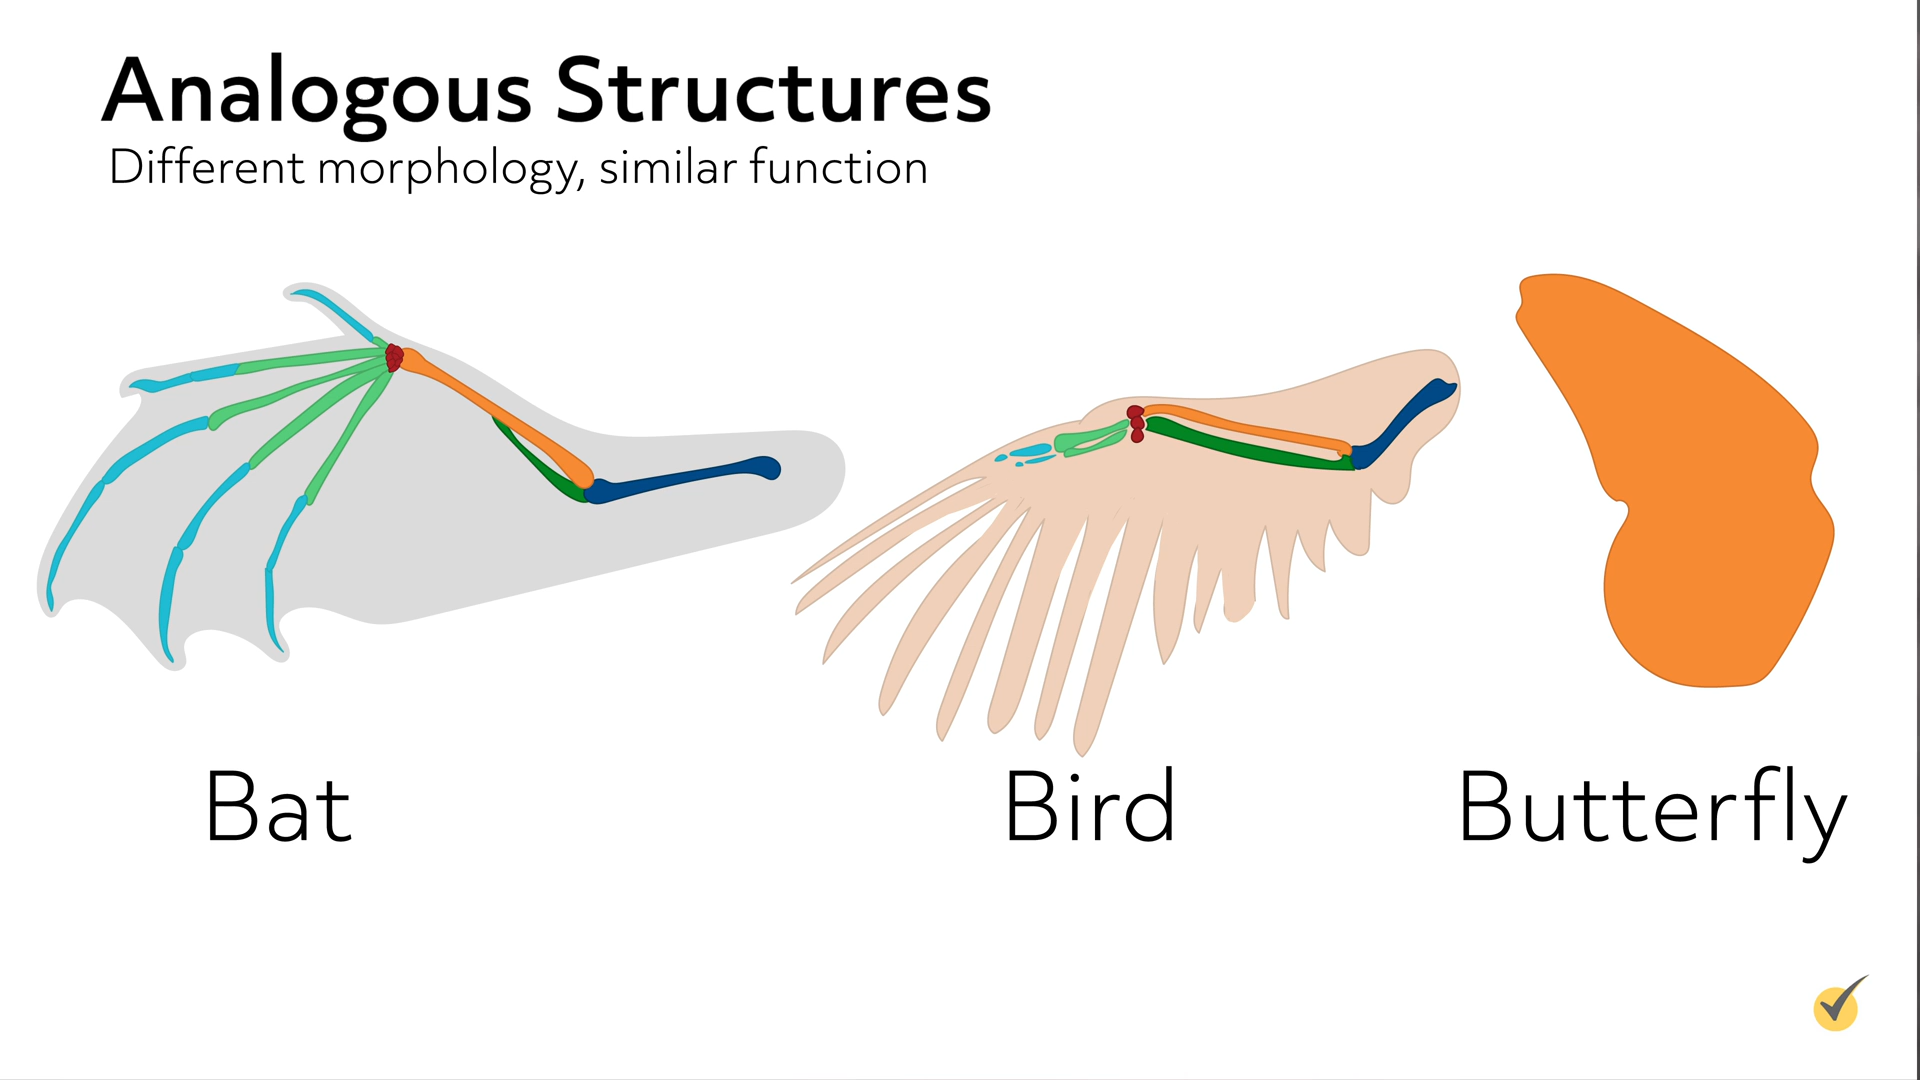 Analogous Structures
Different morphology, similar function
Bat
Bird
Butterfly